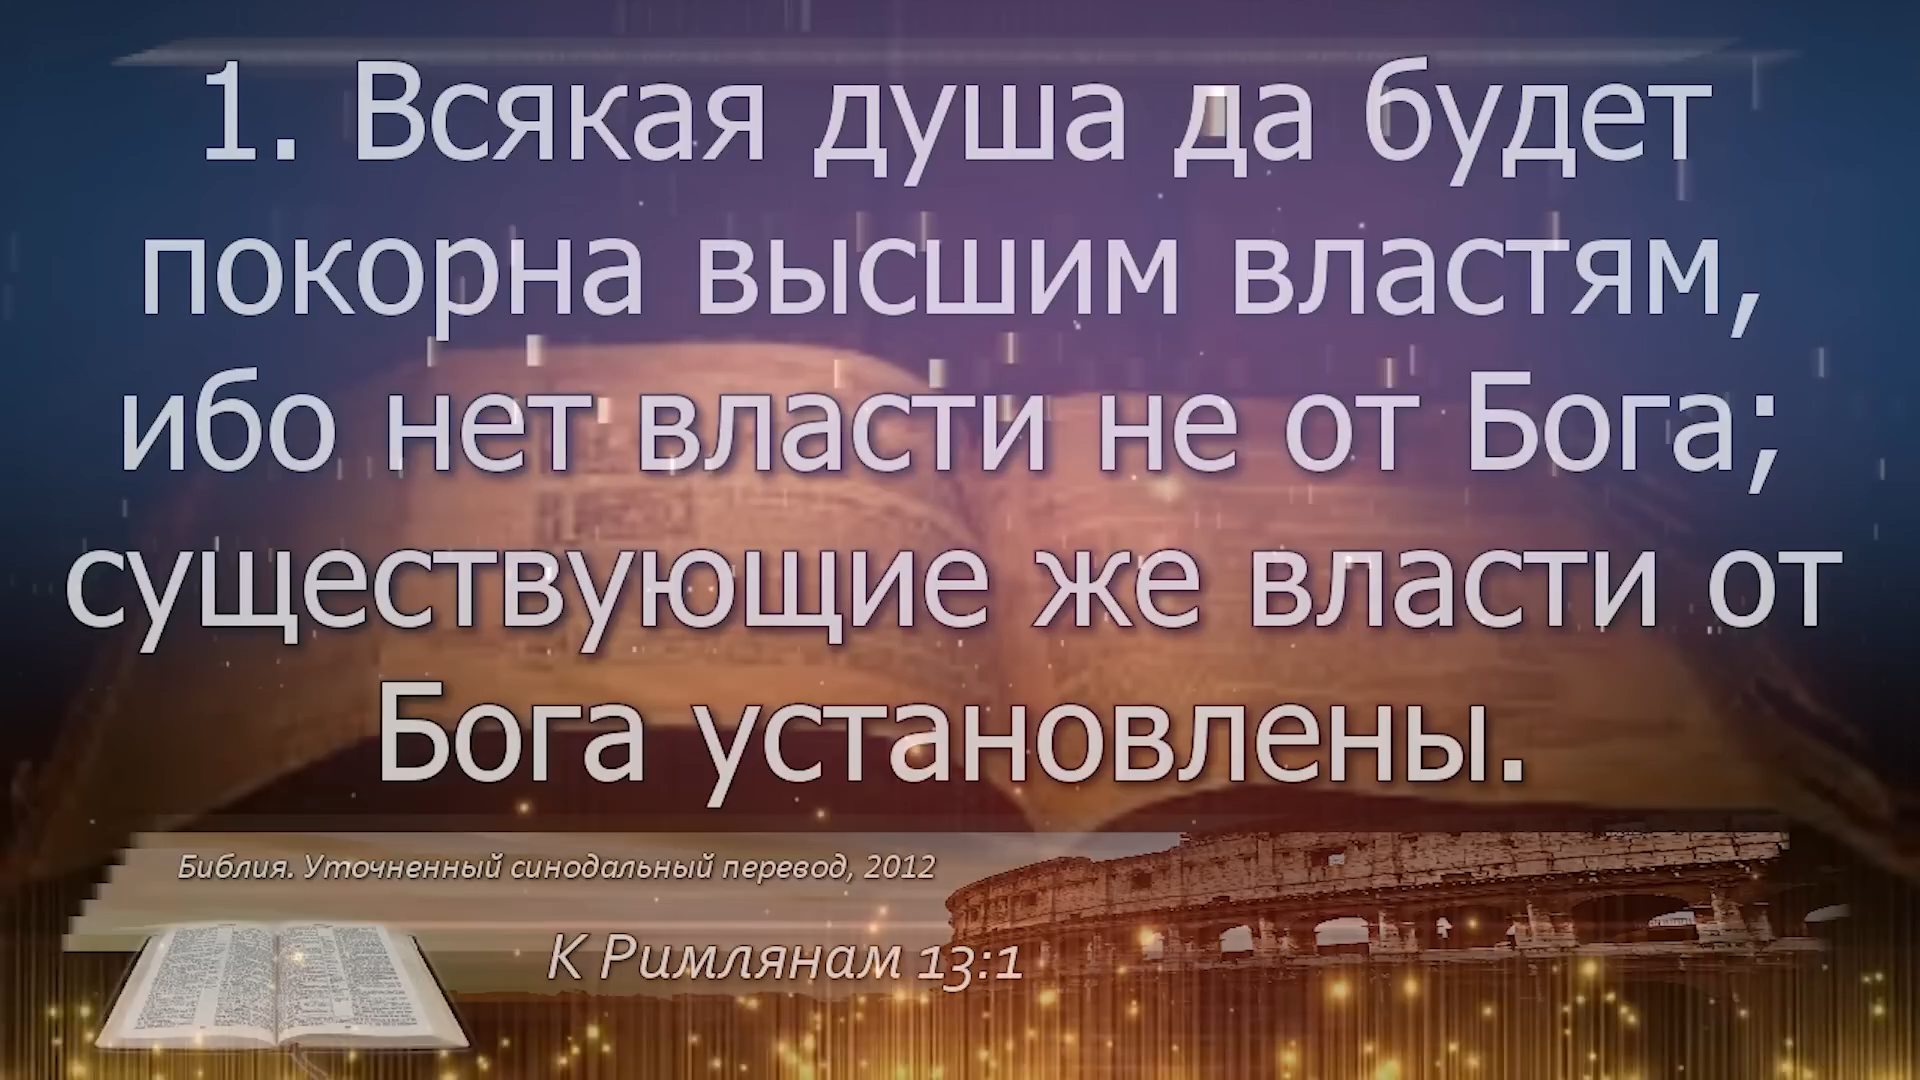 1. Всякая душа да будет
покорна высшим властям,
ибо нет власти не от Бога;
существующие же власти от
Бога установлены.
Библия. Уточненный синодальный перевод, 2012
К Римлянам 13:1